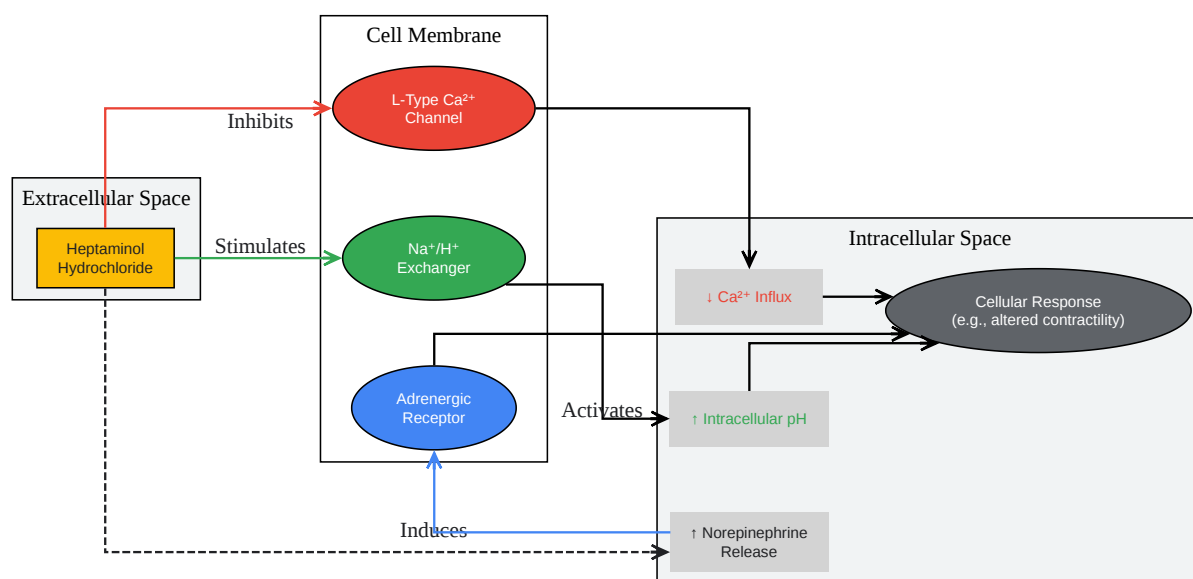 Cell Membrane
L-Type Ca²⁺
Channel
Inhibits
Extracellular Space
Heptaminol
Hydrochloride
Stimulates
Na⁺/H⁺
Exchanger
Intracellular Space
↓ Ca²⁺ Influx
Cellular Response
(e.g., altered contractility)
Adrenergic
Receptor
Activates
↑ Intracellular pH
Induces
↑ Norepinephrine
Release